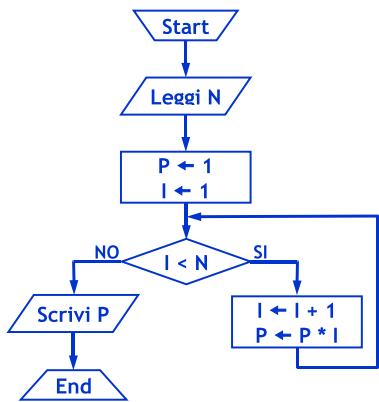 Start
Leggi N
P ← 1
I ← 1
NO
I < N
SI
Scrivi P
I ← I + 1
P ← P * I
End